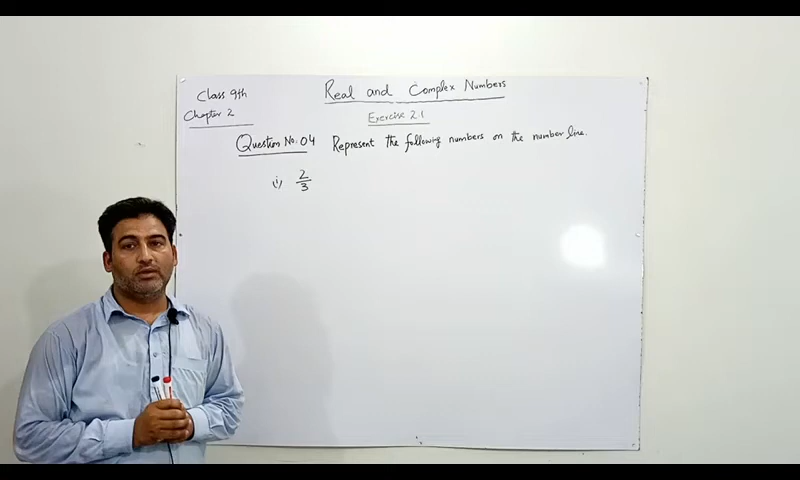 Class 9th
Real and Complex Numbers
Chapter 2
Exercise 2.1
Question No. 04 Represent the following numbers on the number line.
(i) 2/3